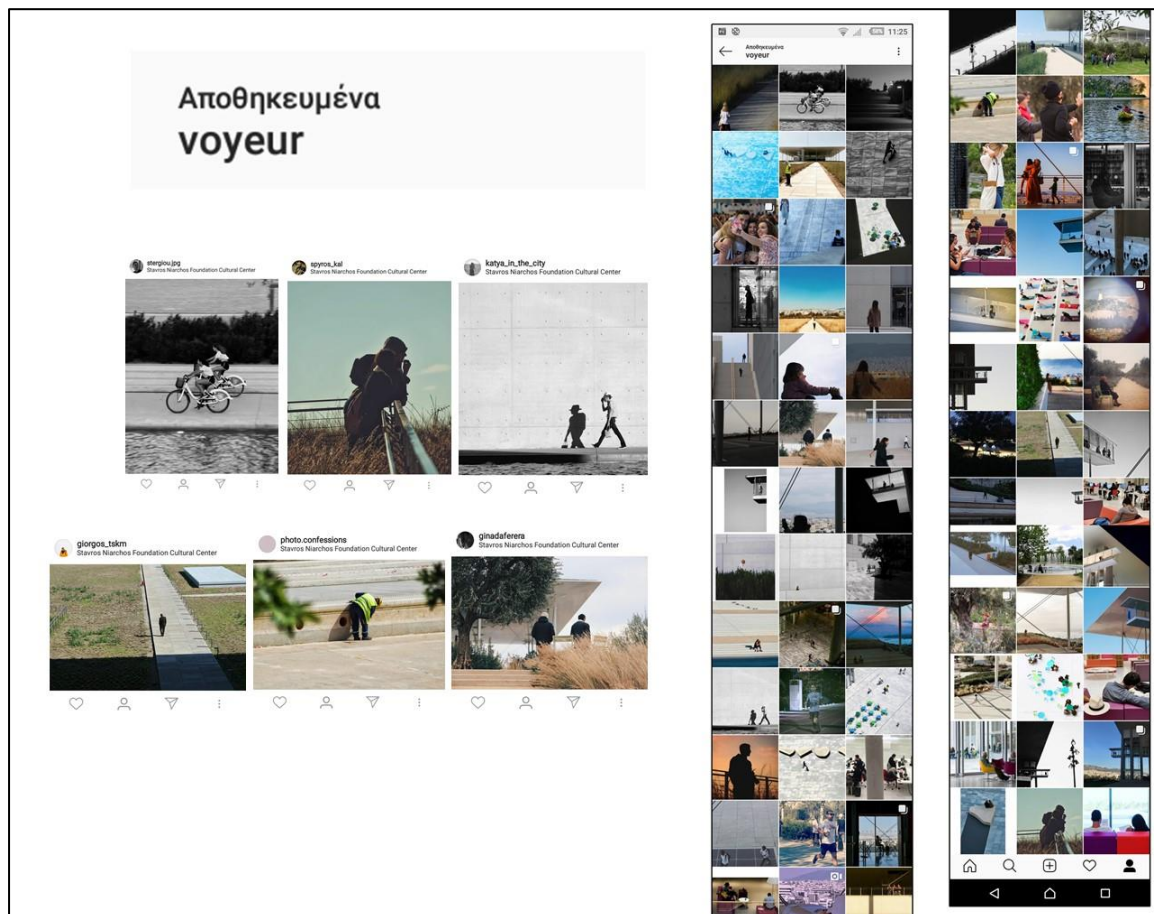 Αποθηκευμένα
voyeur
stergiou.jpg
Stavros Niarchos Foundation Cultural Center
spyros_kal
Stavros Niarchos Foundation Cultural Center
katya_in_the_city
Stavros Niarchos Foundation Cultural Center
giorgos_tskm
Stavros Niarchos Foundation Cultural Center
photo.confessions
Stavros Niarchos Foundation Cultural Center
ginadaferera
Stavros Niarchos Foundation Cultural Center
11:25
Αποθηκευμένα
voyeur